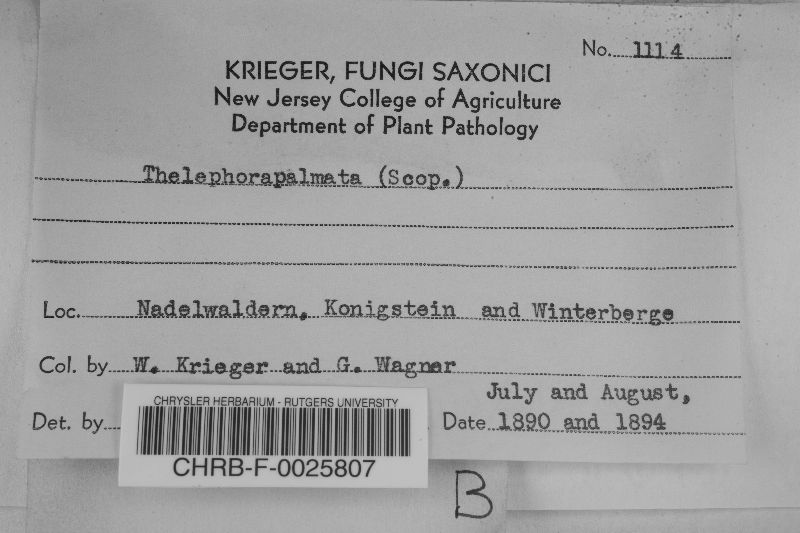 No. 1114
KRIEGER, FUNGI SAXONICI
New Jersey College of Agriculture
Department of Plant Pathology
Thelephorapalmata (Scop.)
Loc. Nadelwaldern, Konigstein and Winterberge
Col. by W. Krieger and G. Wagner
July and August,
Det. by Date 1890 and 1894
CHRYSLER HERBARIUM - RUTGERS UNIVERSITY
CHRB-F-0025807
B